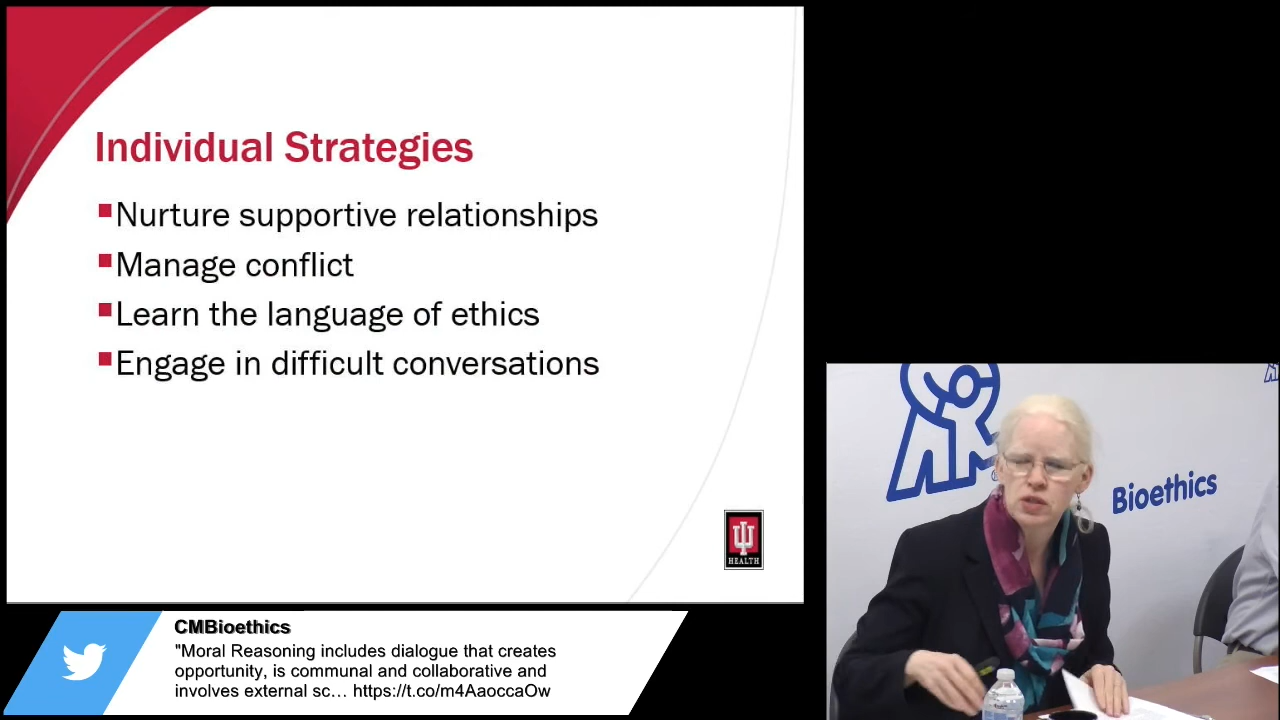 Individual Strategies
Nurture supportive relationships
Manage conflict
Learn the language of ethics
Engage in difficult conversations
HEALTH
Bioethics
CMBioethics
"Moral Reasoning includes dialogue that creates
opportunity, is communal and collaborative and
involves external sc… https://t.co/m4AaoccaOw